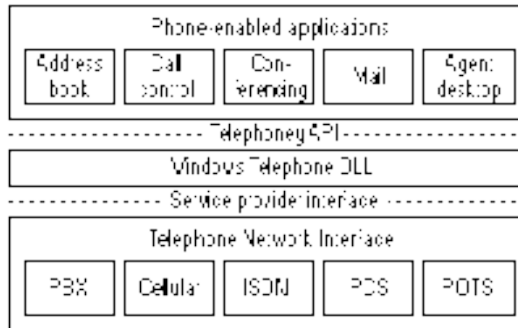 Phone-enabled applications
Address book
Call control
Con-ferencing
Mail
Agent desktop
Telephoney API
Windows Telephone DLL
Service provider interface
Telephone Network Interface
PBX
Cellular
ISDN
PCS
POTS